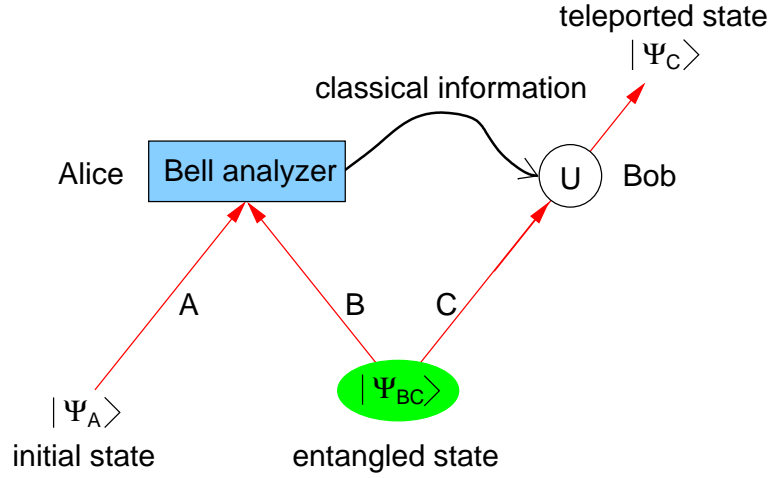 teleported state
|Ψ_C⟩
classical information
Alice
Bell analyzer
U
Bob
A
B
C
|Ψ_A⟩
|Ψ_BC⟩
initial state
entangled state